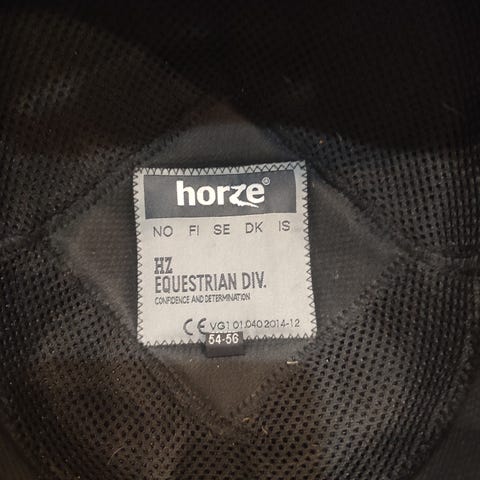 horze®
NO FI SE DK IS
HZ
EQUESTRIAN DIV.
CONFIDENCE AND DETERMINATION
CE VG1 01.040 2014-12
54-56